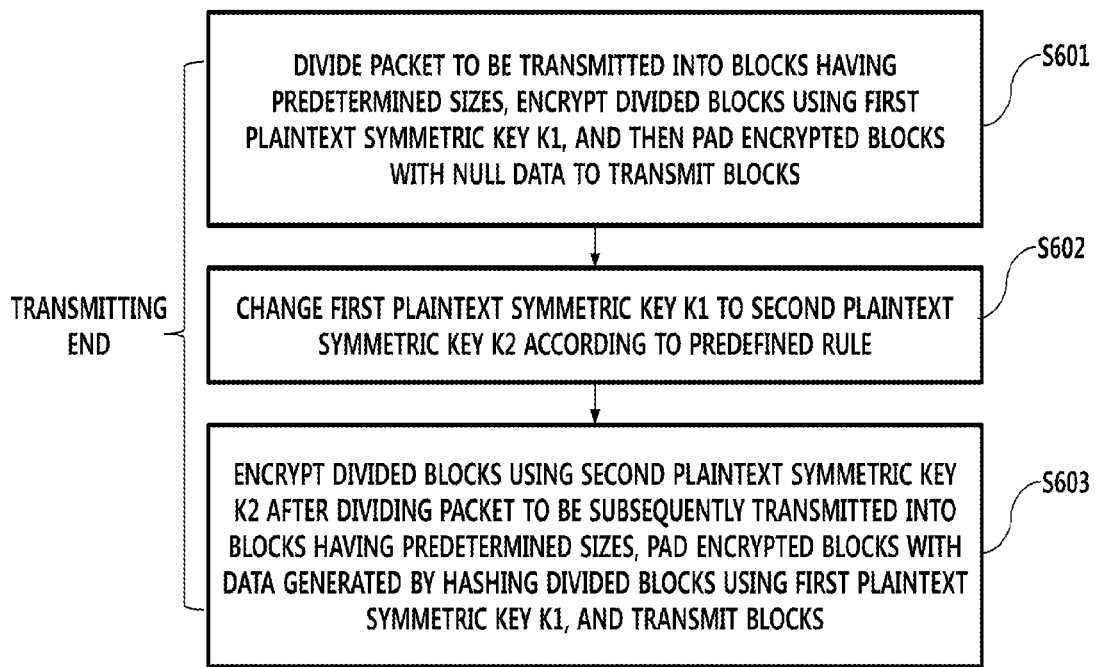 DIVIDE PACKET TO BE TRANSMITTED INTO BLOCKS HAVING
PREDETERMINED SIZES, ENCRYPT DIVIDED BLOCKS USING FIRST
PLAINTEXT SYMMETRIC KEY K1, AND THEN PAD ENCRYPTED BLOCKS
WITH NULL DATA TO TRANSMIT BLOCKS
S601
CHANGE FIRST PLAINTEXT SYMMETRIC KEY K1 TO SECOND PLAINTEXT
SYMMETRIC KEY K2 ACCORDING TO PREDEFINED RULE
S602
TRANSMITTING
END
ENCRYPT DIVIDED BLOCKS USING SECOND PLAINTEXT SYMMETRIC KEY
K2 AFTER DIVIDING PACKET TO BE SUBSEQUENTLY TRANSMITTED INTO
BLOCKS HAVING PREDETERMINED SIZES, PAD ENCRYPTED BLOCKS WITH
DATA GENERATED BY HASHING DIVIDED BLOCKS USING FIRST PLAINTEXT
SYMMETRIC KEY K1, AND TRANSMIT BLOCKS
S603